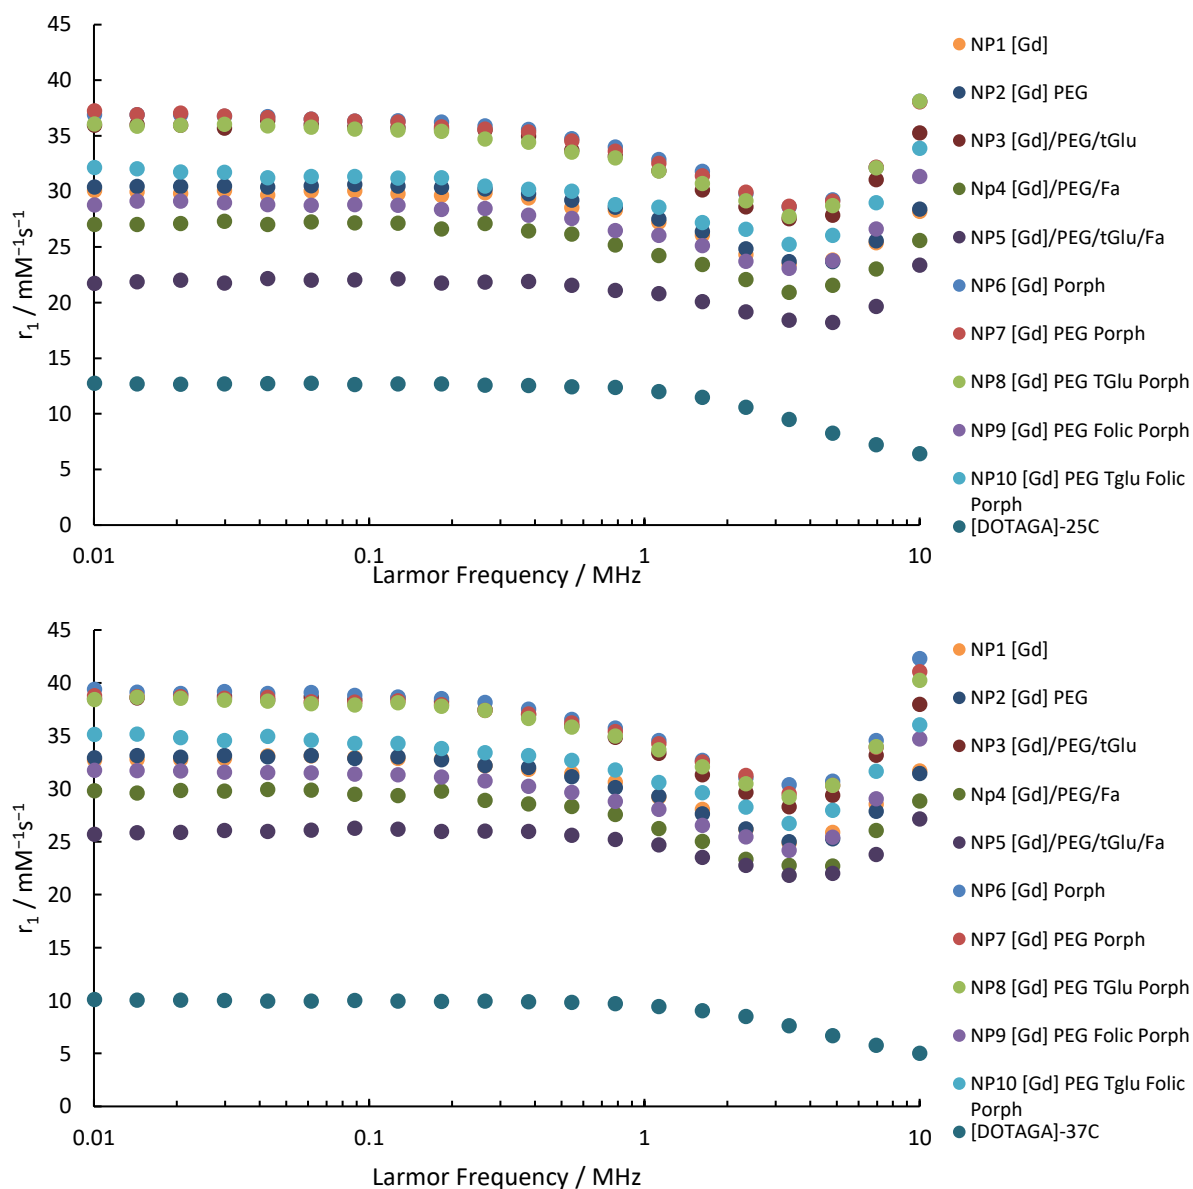 45
40
35
30
25
20
15
10
5
0
r₁ / mM⁻¹s⁻¹
0.01
0.1
1
10
Larmor Frequency / MHz
NP1 [Gd]
NP2 [Gd] PEG
NP3 [Gd]/PEG/tGlu
Np4 [Gd]/PEG/Fa
NP5 [Gd]/PEG/tGlu/Fa
NP6 [Gd] Porph
NP7 [Gd] PEG Porph
NP8 [Gd] PEG TGlu Porph
NP9 [Gd] PEG Folic Porph
NP10 [Gd] PEG Tglu Folic
Porph
[DOTAGA]-25C
45
40
35
30
25
20
15
10
5
0
r₁ / mM⁻¹s⁻¹
0.01
0.1
1
10
Larmor Frequency / MHz
NP1 [Gd]
NP2 [Gd] PEG
NP3 [Gd]/PEG/tGlu
Np4 [Gd]/PEG/Fa
NP5 [Gd]/PEG/tGlu/Fa
NP6 [Gd] Porph
NP7 [Gd] PEG Porph
NP8 [Gd] PEG TGlu Porph
NP9 [Gd] PEG Folic Porph
NP10 [Gd] PEG Tglu Folic
Porph
[DOTAGA]-37C